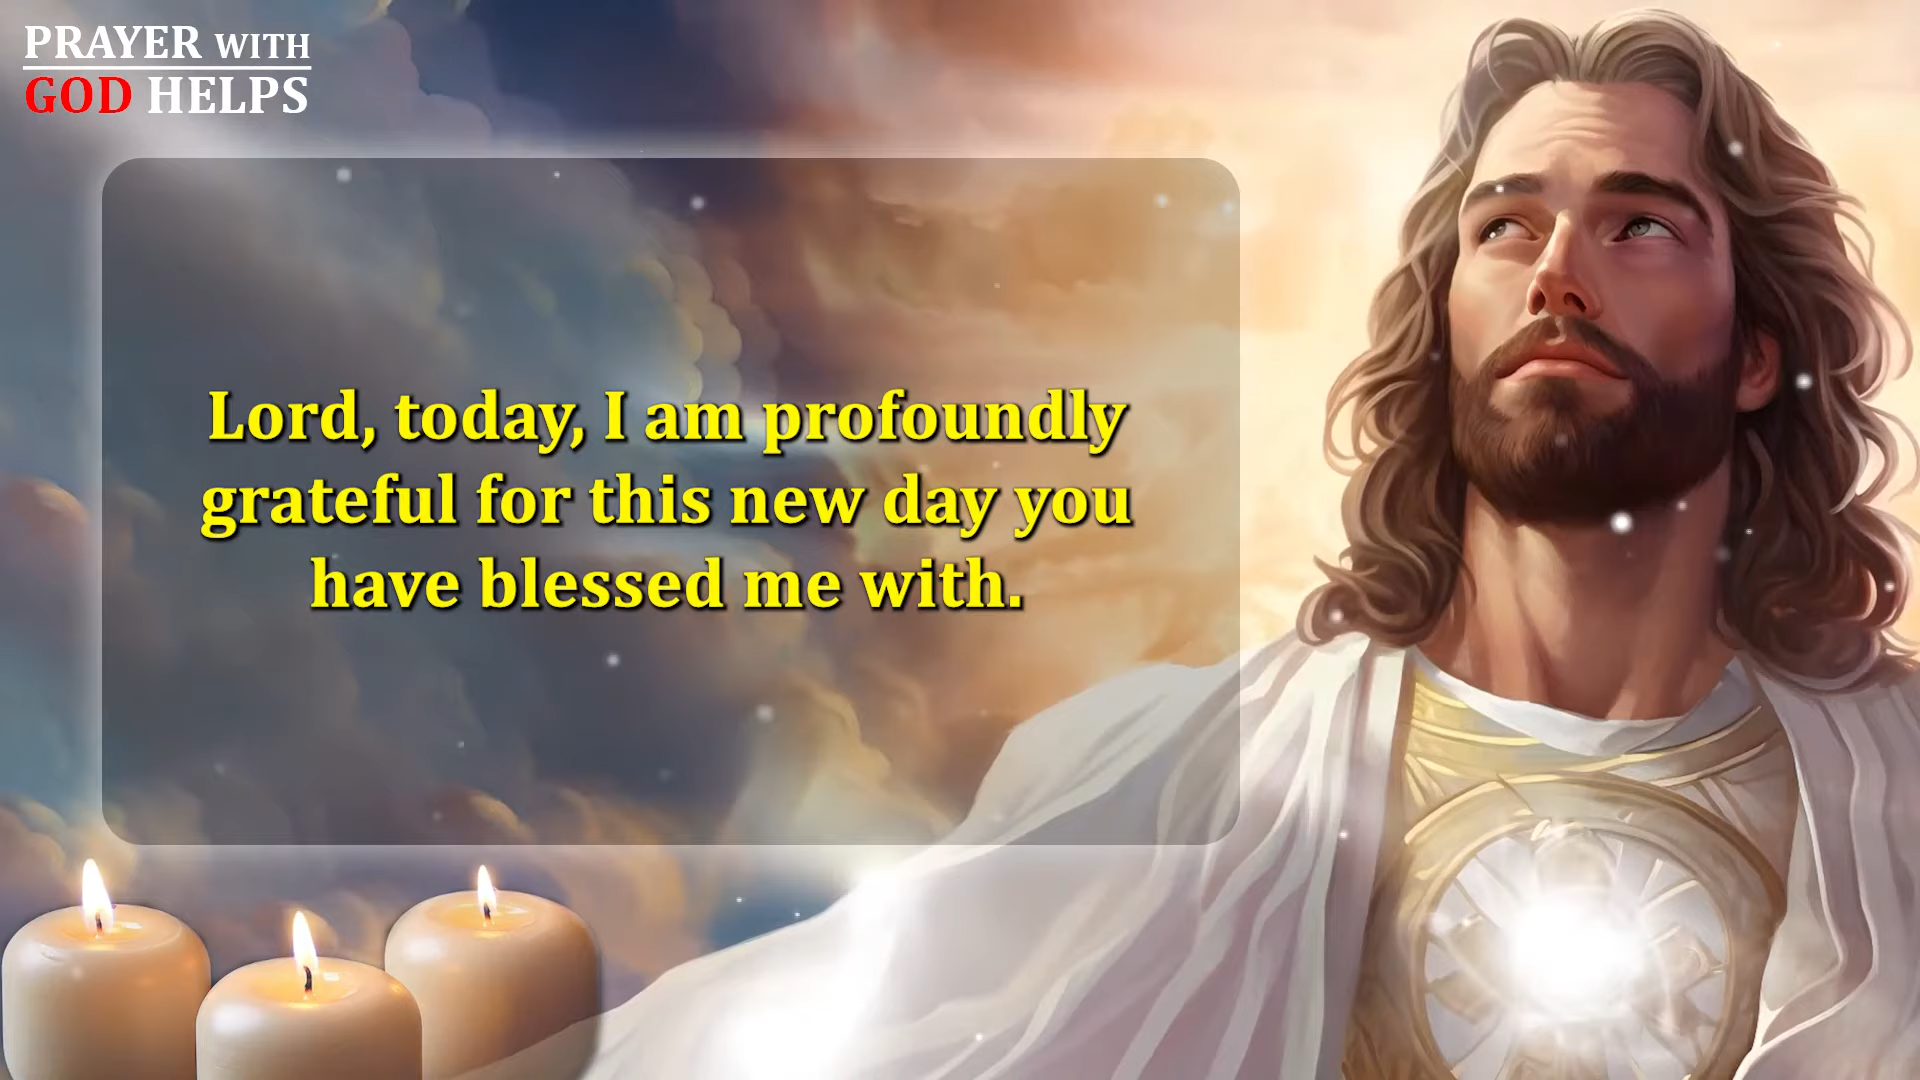 PRAYER WITH
GOD HELPS
Lord, today, I am profoundly
grateful for this new day you
have blessed me with.